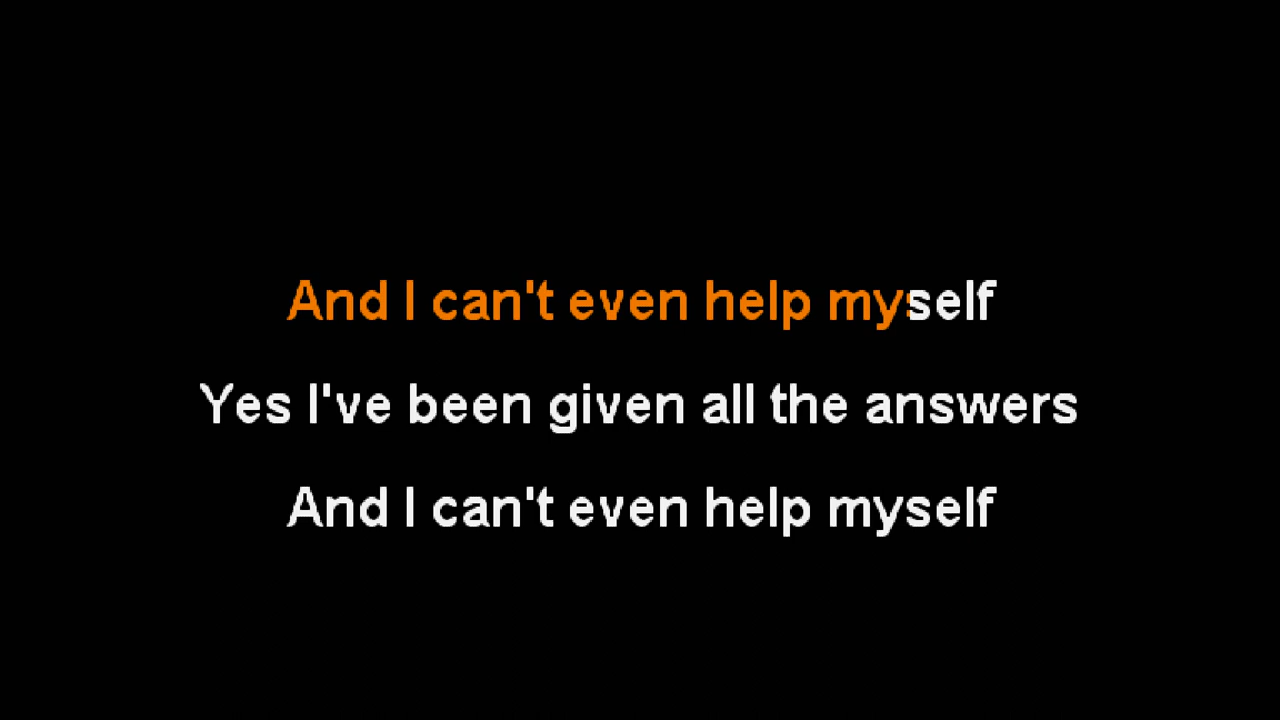 And I can't even help myself
Yes I've been given all the answers
And I can't even help myself